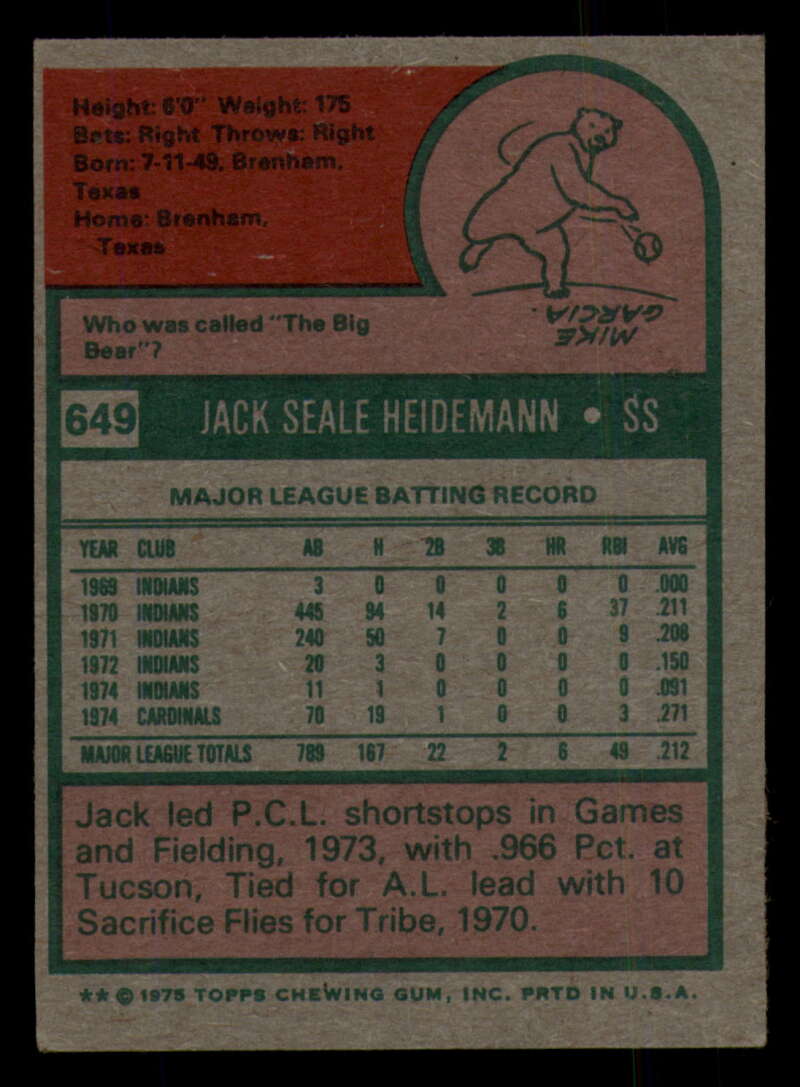 Height: 6'0" Weight: 175
Bats: Right Throws: Right
Born: 7-11-49, Brenham,
Texas
Home: Brenham,
Texas
MIKE
GARCIA.
Who was called "The Big
Bear"?
649 JACK SEALE HEIDEMANN • SS
MAJOR LEAGUE BATTING RECORD
YEAR CLUB AB H 2B 3B HR RBI AVG
1969 INDIANS 3 0 0 0 0 0 .000
1970 INDIANS 445 94 14 2 6 37 .211
1971 INDIANS 240 50 7 0 0 9 .208
1972 INDIANS 20 3 0 0 0 0 .150
1974 INDIANS 11 1 0 0 0 0 .091
1974 CARDINALS 70 19 1 0 0 3 .271
MAJOR LEAGUE TOTALS 789 167 22 2 6 49 .212
Jack led P.C.L. shortstops in Games
and Fielding, 1973, with .966 Pct. at
Tucson, Tied for A.L. lead with 10
Sacrifice Flies for Tribe, 1970.
** © 1975 TOPPS CHEWING GUM, INC. PRTD IN U.S.A.